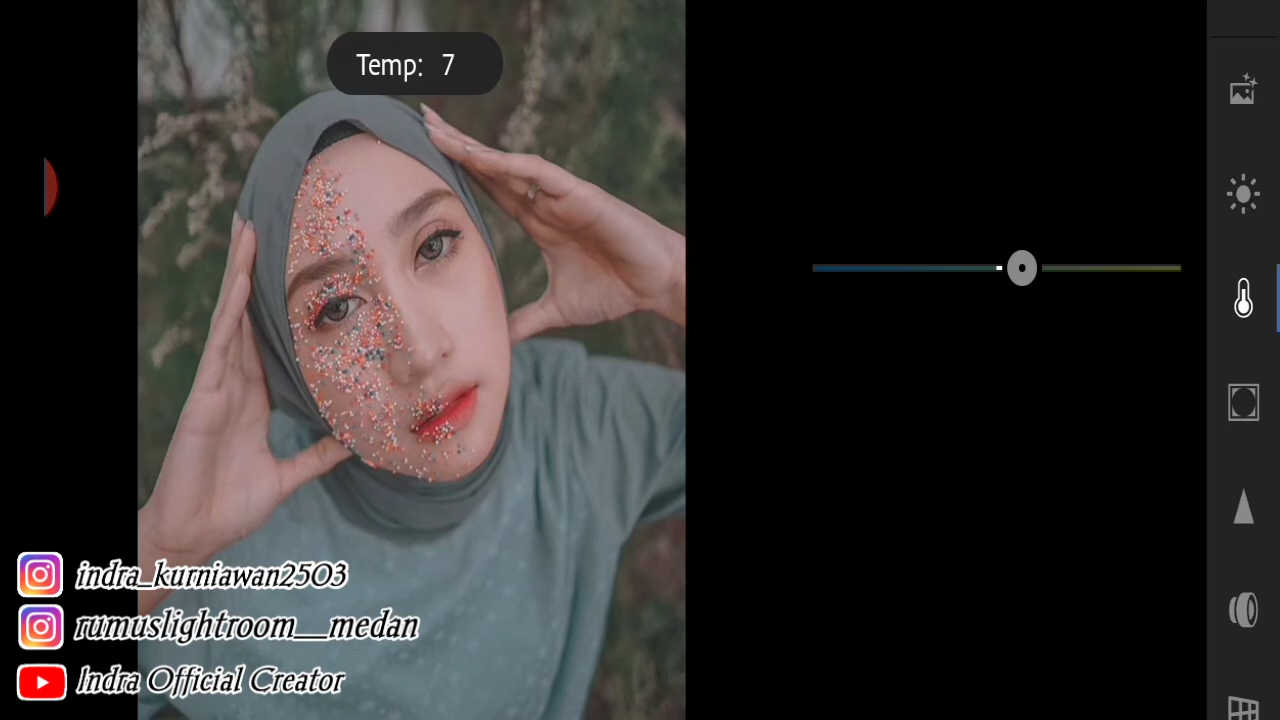 Temp: 7
indra_kurniawan2503
rumuslightroom__medan
Indra Official Creator